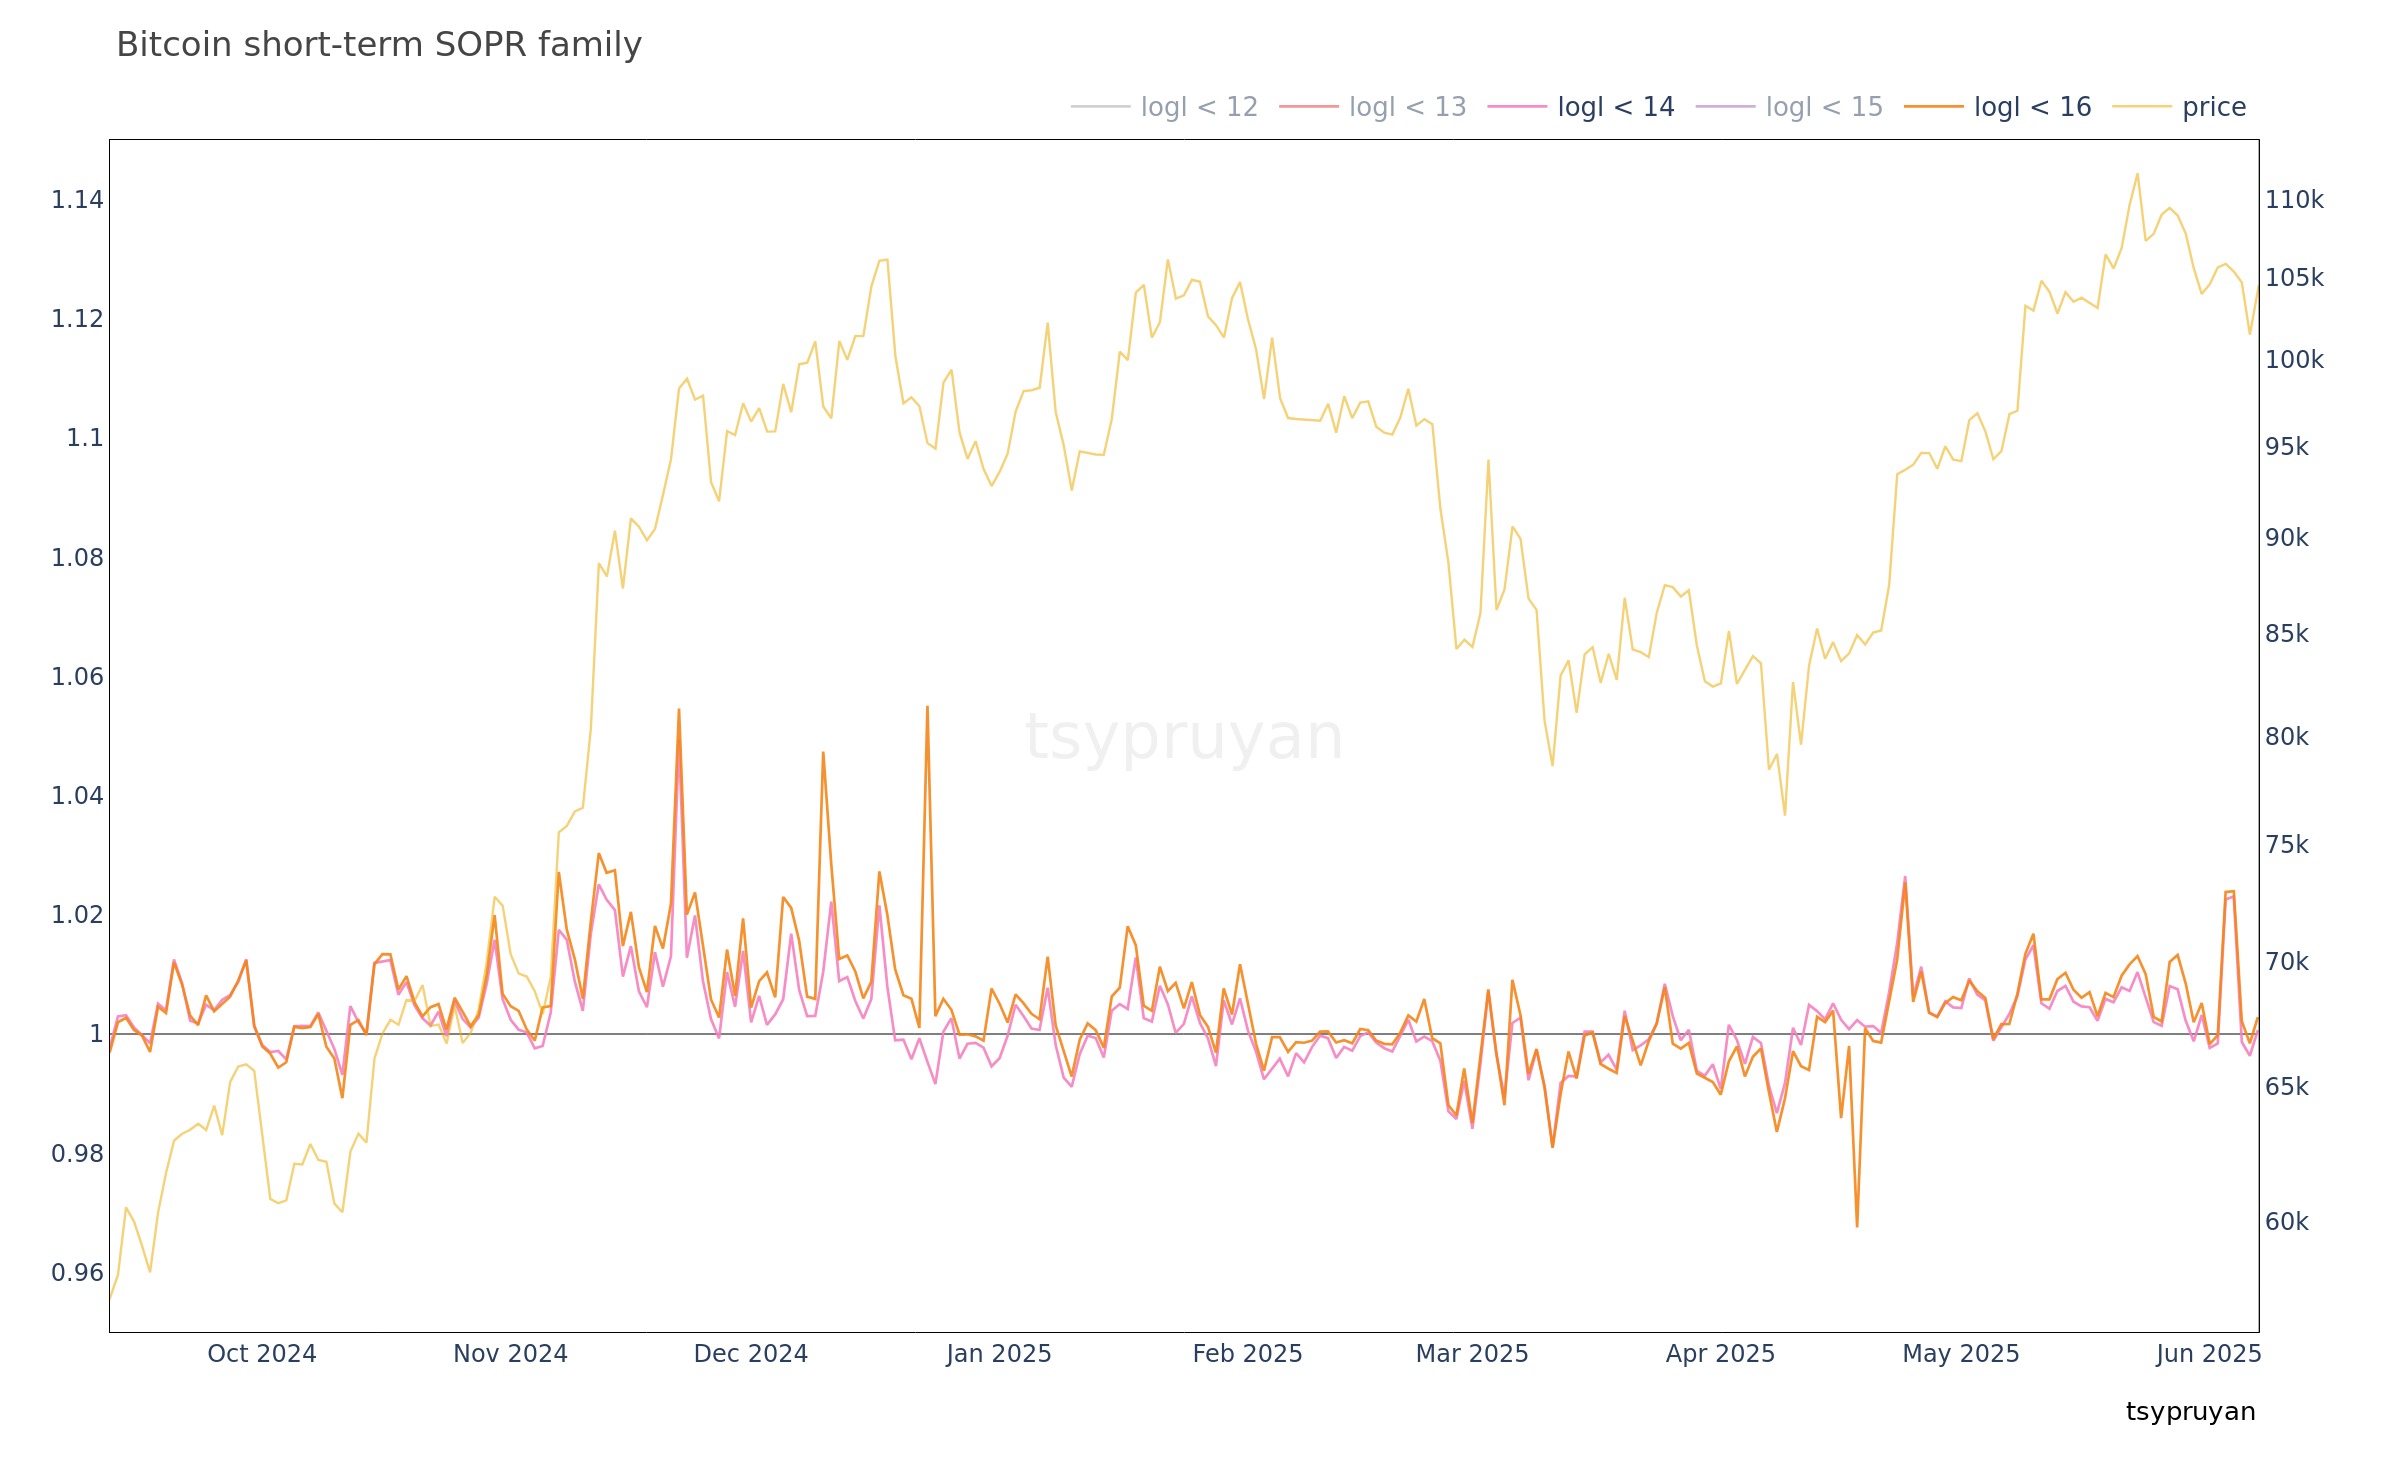 Bitcoin short-term SOPR family
logl < 12 logl < 13 logl < 14 logl < 15 logl < 16 price
1.14 110k
1.12 105k
1.1 100k
1.08 95k
1.06 90k
1.04 85k
1.02 80k
1 75k
0.98 70k
0.96 65k
60k
tsypruyan
Oct 2024 Nov 2024 Dec 2024 Jan 2025 Feb 2025 Mar 2025 Apr 2025 May 2025 Jun 2025
tsypruyan